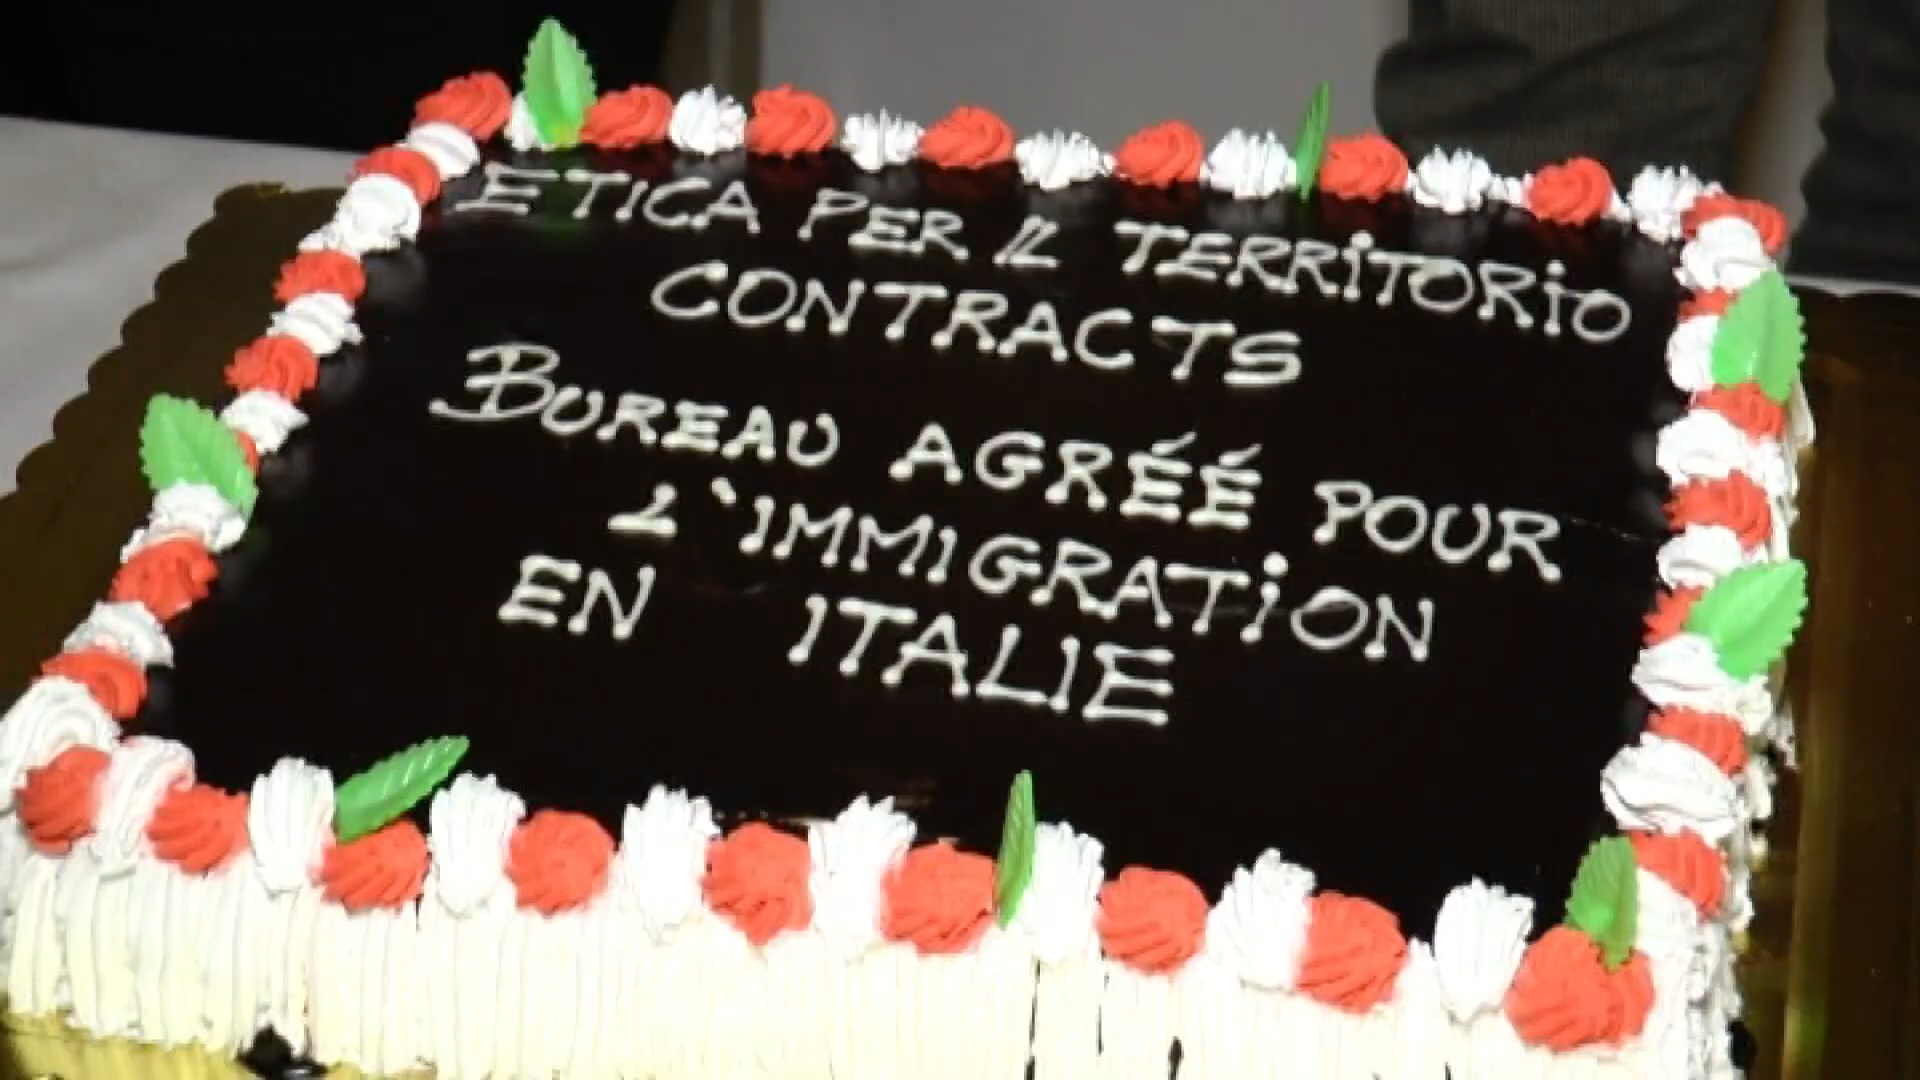 ETICA PER IL TERRITORIO
CONTRACTS
BUREAU AGRÉÉ POUR
L'IMMIGRATION
EN ITALIE